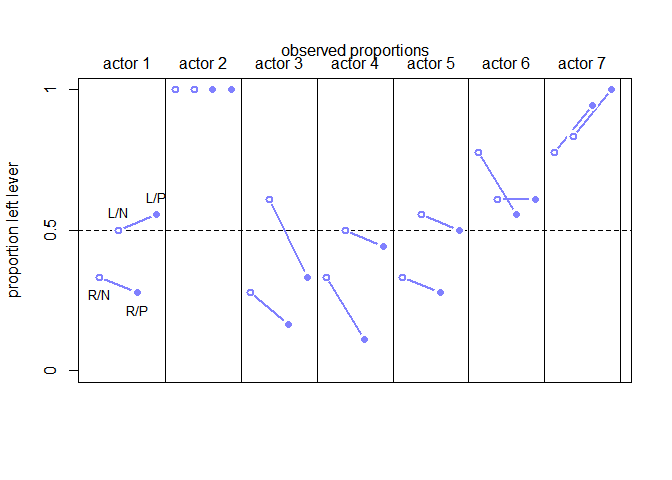 observed proportions
actor 1 actor 2 actor 3 actor 4 actor 5 actor 6 actor 7
proportion left lever
1
0.5
0
L/P
L/N
R/N
R/P